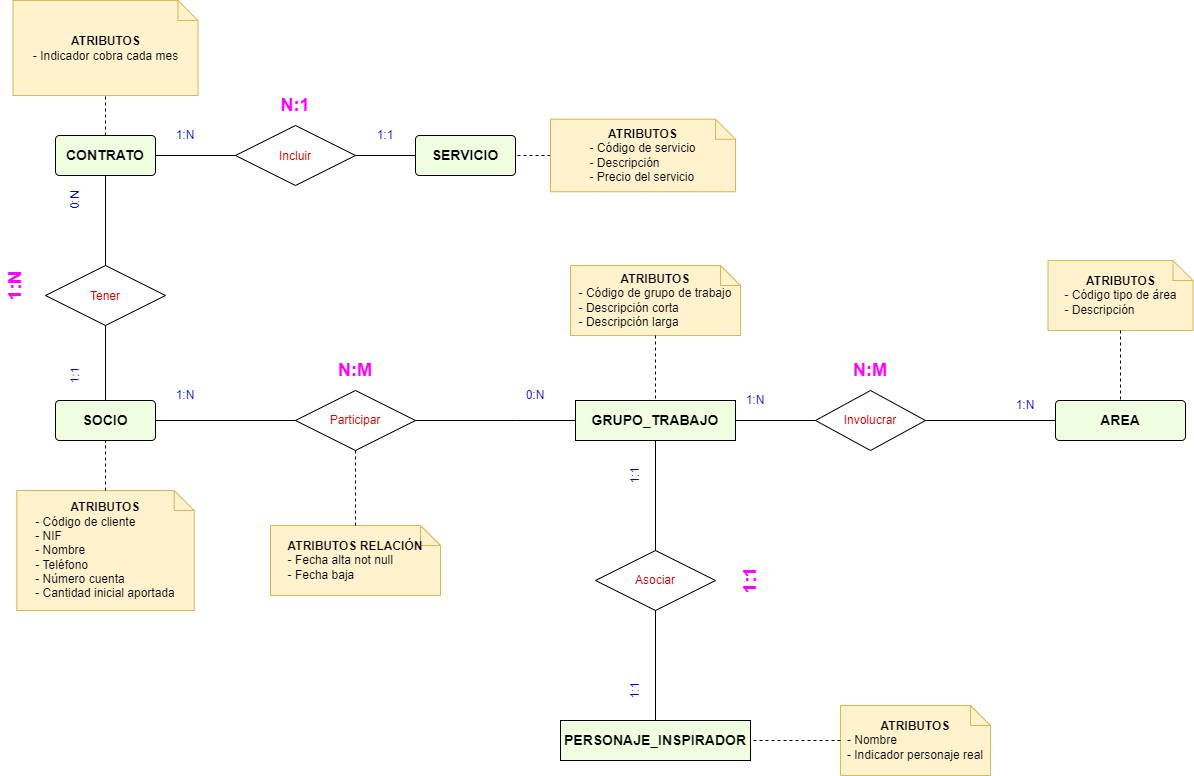 ATRIBUTOS
- Indicador cobra cada mes
N:1
1:N
1:1
CONTRATO
Incluir
SERVICIO
ATRIBUTOS
- Código de servicio
- Descripción
- Precio del servicio
0:N
1:N
Tener
1:1
ATRIBUTOS
- Código de grupo de trabajo
- Descripción corta
- Descripción larga
ATRIBUTOS
- Código tipo de área
- Descripción
N:M
N:M
1:N
0:N
1:N
1:N
SOCIO
Participar
GRUPO_TRABAJO
Involucrar
AREA
1:1
ATRIBUTOS
- Código de cliente
- NIF
- Nombre
- Teléfono
- Número cuenta
- Cantidad inicial aportada
ATRIBUTOS RELACIÓN
- Fecha alta not null
- Fecha baja
Asociar
1:1
1:1
PERSONAJE_INSPIRADOR
ATRIBUTOS
- Nombre
- Indicador personaje real